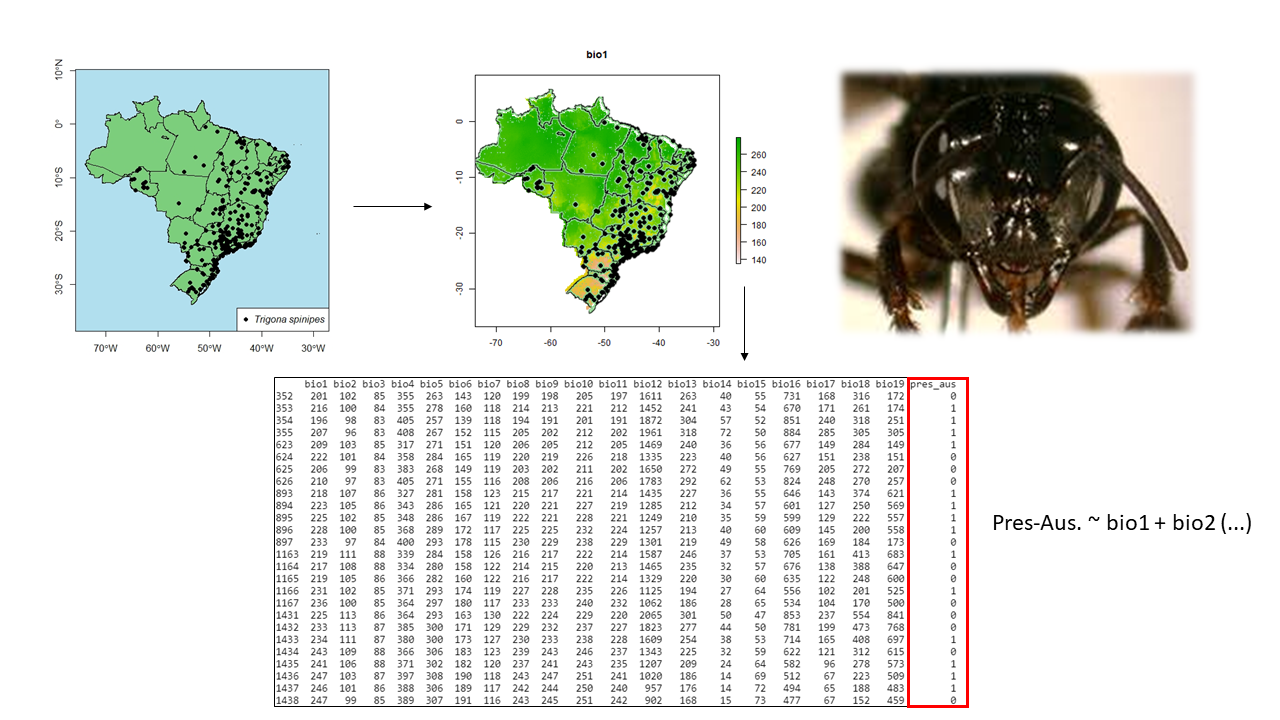 bio1
10°N
0°
10°S
20°S
30°S
Trigona spinipes
70°W 60°W 50°W 40°W 30°W
0
-10
-20
-30
-70 -60 -50 -40 -30
260
240
220
200
180
160
140
bio1 bio2 bio3 bio4 bio5 bio6 bio7 bio8 bio9 bio10 bio11 bio12 bio13 bio14 bio15 bio16 bio17 bio18 bio19 pres_aus
352 201 102 85 355 263 143 120 199 198 205 197 1611 263 40 55 731 168 316 172 0
353 216 100 84 355 278 160 118 214 213 221 212 1452 241 43 54 670 171 261 174 1
354 196 98 83 405 257 139 118 194 191 201 191 1872 304 57 52 851 240 318 251 1
355 207 96 83 408 267 152 115 205 202 212 202 1961 318 72 50 884 285 305 305 1
623 209 103 85 317 271 151 120 206 205 212 205 1469 240 36 56 677 149 284 149 1
624 222 101 84 358 284 165 119 220 219 226 218 1335 223 40 56 627 151 238 151 0
625 206 99 83 383 268 149 119 203 202 211 202 1650 272 49 55 769 205 272 207 0
626 210 97 83 405 271 155 116 208 206 216 206 1783 292 62 53 824 248 270 257 0
893 218 107 86 327 281 158 123 215 217 221 214 1435 227 36 55 646 143 374 621 1
894 223 105 86 343 286 165 121 220 221 227 219 1285 212 34 57 601 127 250 569 1
895 225 102 85 348 286 167 119 222 221 228 221 1249 210 35 59 599 129 222 557 1
896 228 100 85 368 289 172 117 225 225 232 224 1257 213 40 60 609 145 200 558 1
897 233 97 84 400 293 178 115 230 229 238 229 1301 219 49 58 626 169 184 173 0
1163 219 111 88 339 284 158 126 216 217 222 214 1587 246 37 53 705 161 413 683 1
1164 217 108 88 334 280 158 122 214 215 220 213 1465 235 32 57 676 138 388 647 0
1165 219 105 86 366 282 160 122 216 217 222 214 1329 220 30 60 635 122 248 600 0
1166 231 102 85 371 293 174 119 227 228 235 226 1125 194 27 64 556 102 201 525 1
1167 236 100 85 364 297 180 117 233 233 240 232 1062 186 28 65 534 104 170 500 0
1431 225 113 86 364 293 163 130 222 224 229 220 2065 301 50 47 853 237 554 841 0
1432 233 113 87 385 300 171 129 229 232 237 227 1823 277 44 50 781 199 473 768 0
1433 234 111 87 380 300 173 127 230 233 238 228 1609 254 38 53 714 165 408 697 1
1434 243 109 88 366 306 183 123 239 243 246 237 1343 225 32 59 622 121 312 615 0
1435 241 106 88 371 302 182 120 237 241 243 235 1207 209 24 64 582 96 278 573 1
1436 247 103 87 397 308 190 118 243 247 251 241 1020 186 14 69 512 67 223 509 1
1437 246 101 86 388 306 189 117 242 244 250 240 957 176 14 72 494 65 188 483 1
1438 247 99 85 389 307 191 116 243 245 251 242 902 168 15 73 477 67 152 459 0
Pres-Aus. ~ bio1 + bio2 (...)